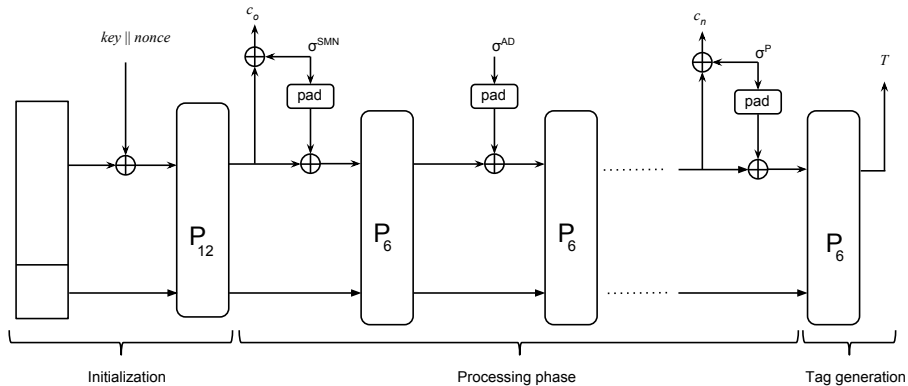 c_o
c_n
key || nonce
σ^SMN
σ^AD
σ^P
T
pad
pad
pad
P_12
P_6
P_6
P_6
Initialization
Processing phase
Tag generation